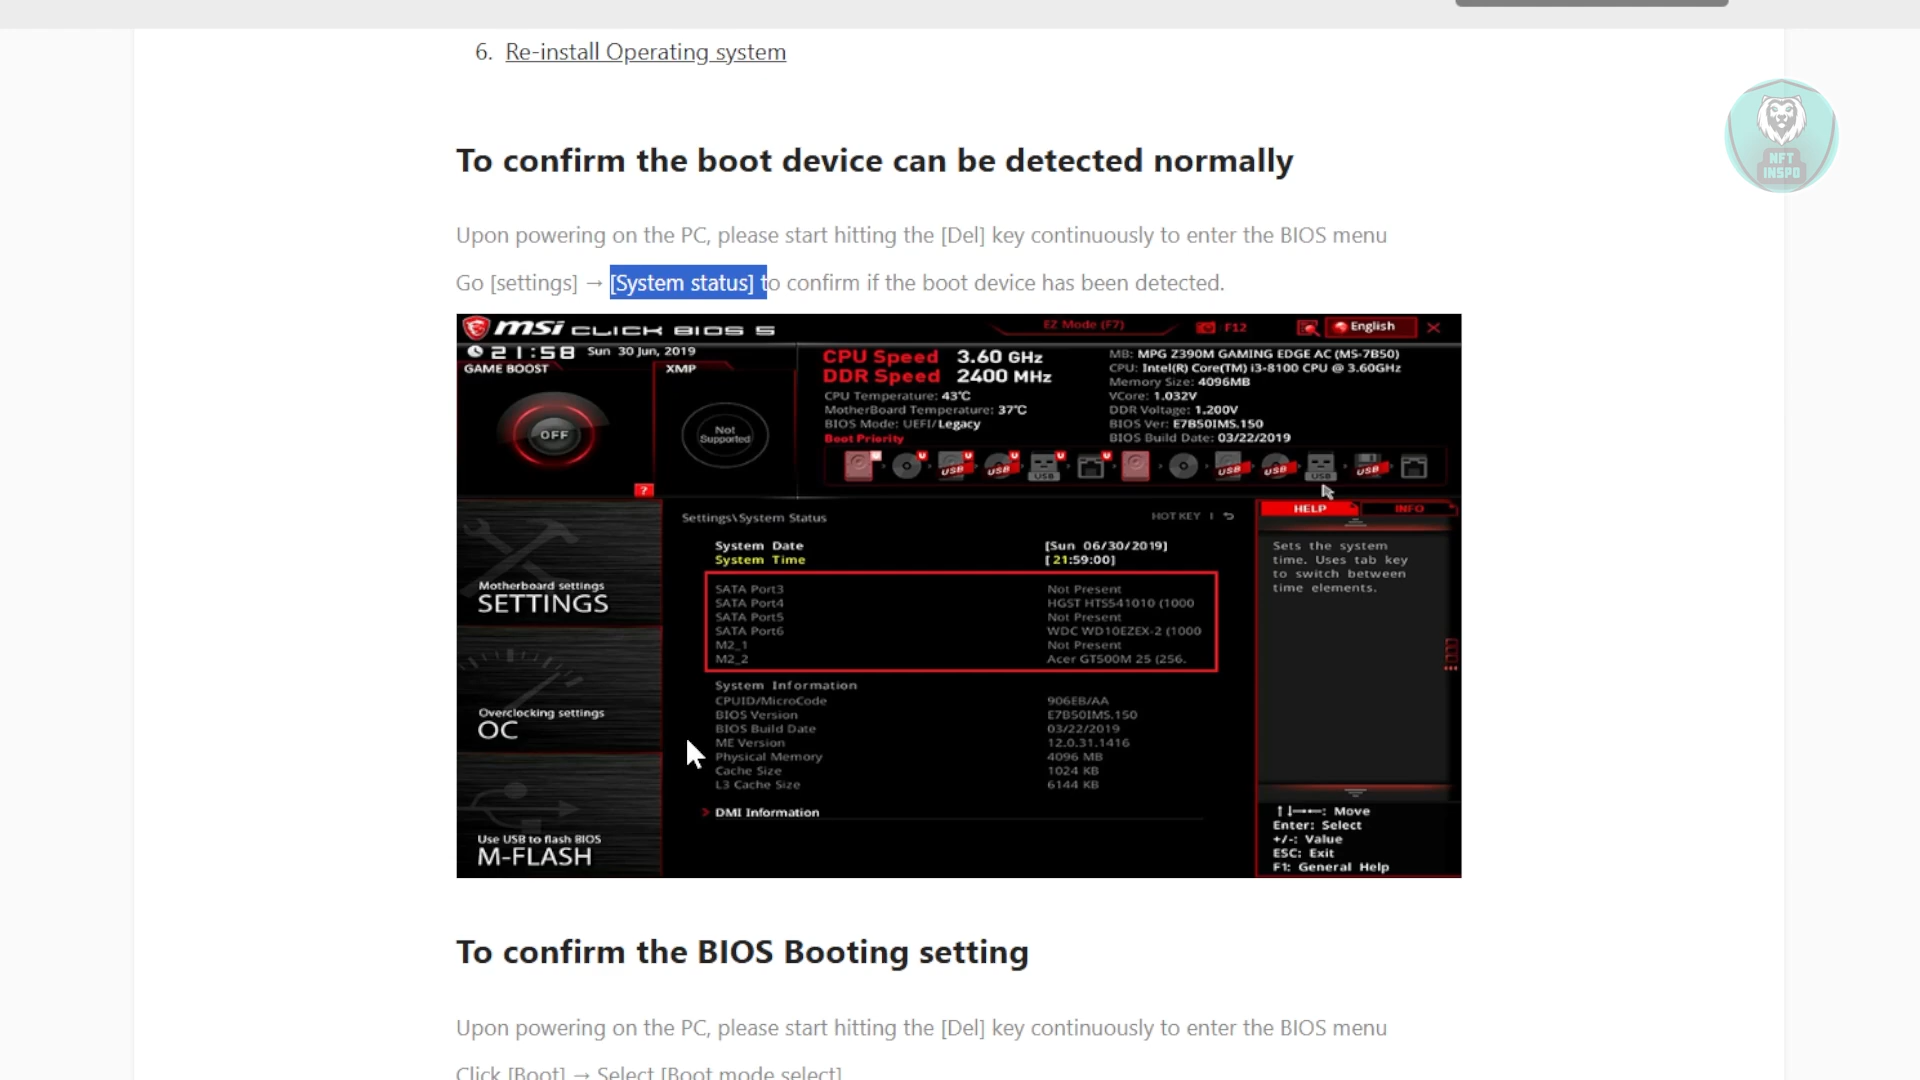 6. Re-install Operating system
NFT
INSPO
To confirm the boot device can be detected normally
Upon powering on the PC, please start hitting the [Del] key continuously to enter the BIOS menu
Go [settings] → [System status] to confirm if the boot device has been detected.
msi CLICK BIOS 5
EZ Mode (F7)
F12
English
21:58 Sun 30 Jun, 2019
GAME BOOST
XMP
OFF
Not
Supported
CPU Speed 3.60 GHz
DDR Speed 2400 MHz
CPU Temperature: 43°C
MotherBoard Temperature: 37°C
BIOS Mode: UEFI/Legacy
Boot Priority
MB: MPG Z390M GAMING EDGE AC (MS-7B50)
CPU: Intel(R) Core(TM) i3-8100 CPU @ 3.60GHz
Memory Size: 4096MB
VCore: 1.032V
DDR Voltage: 1.200V
BIOS Ver: E7B50IMS.150
BIOS Build Date: 03/22/2019
U U U U U
USB USB USB USB USB USB USB
?
Motherboard settings
SETTINGS
Overclocking settings
OC
Use USB to flash BIOS
M-FLASH
Settings\System Status
HOT KEY |
System Date [Sun 06/30/2019]
System Time [ 21:59:00]
SATA Port3 Not Present
SATA Port4 HGST HTS541010 (1000
SATA Port5 Not Present
SATA Port6 WDC WD10EZEX-2 (1000
M2_1 Not Present
M2_2 Acer GT500M 25 (256.
System Information
CPUID/MicroCode 906EB/AA
BIOS Version E7B50IMS.150
BIOS Build Date 03/22/2019
ME Version 12.0.31.1416
Physical Memory 4096 MB
Cache Size 1024 KB
L3 Cache Size 6144 KB
> DMI Information
HELP
INFO
Sets the system
time. Uses tab key
to switch between
time elements.
↑↓→←: Move
Enter: Select
+/-: Value
ESC: Exit
F1: General Help
To confirm the BIOS Booting setting
Upon powering on the PC, please start hitting the [Del] key continuously to enter the BIOS menu
Click [Boot] → Select [Boot mode select]